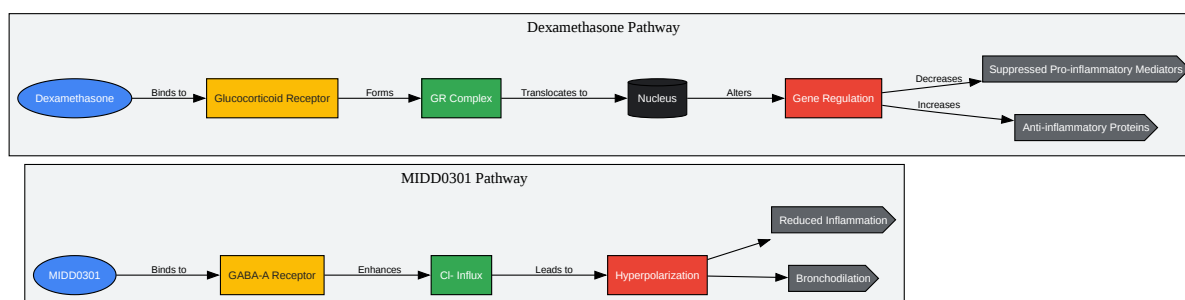 Dexamethasone Pathway
Dexamethasone
Binds to
Glucocorticoid Receptor
Forms
GR Complex
Translocates to
Nucleus
Alters
Gene Regulation
Decreases
Suppressed Pro-inflammatory Mediators
Increases
Anti-inflammatory Proteins
MIDD0301 Pathway
MIDD0301
Binds to
GABA-A Receptor
Enhances
Cl- Influx
Leads to
Hyperpolarization
Reduced Inflammation
Bronchodilation